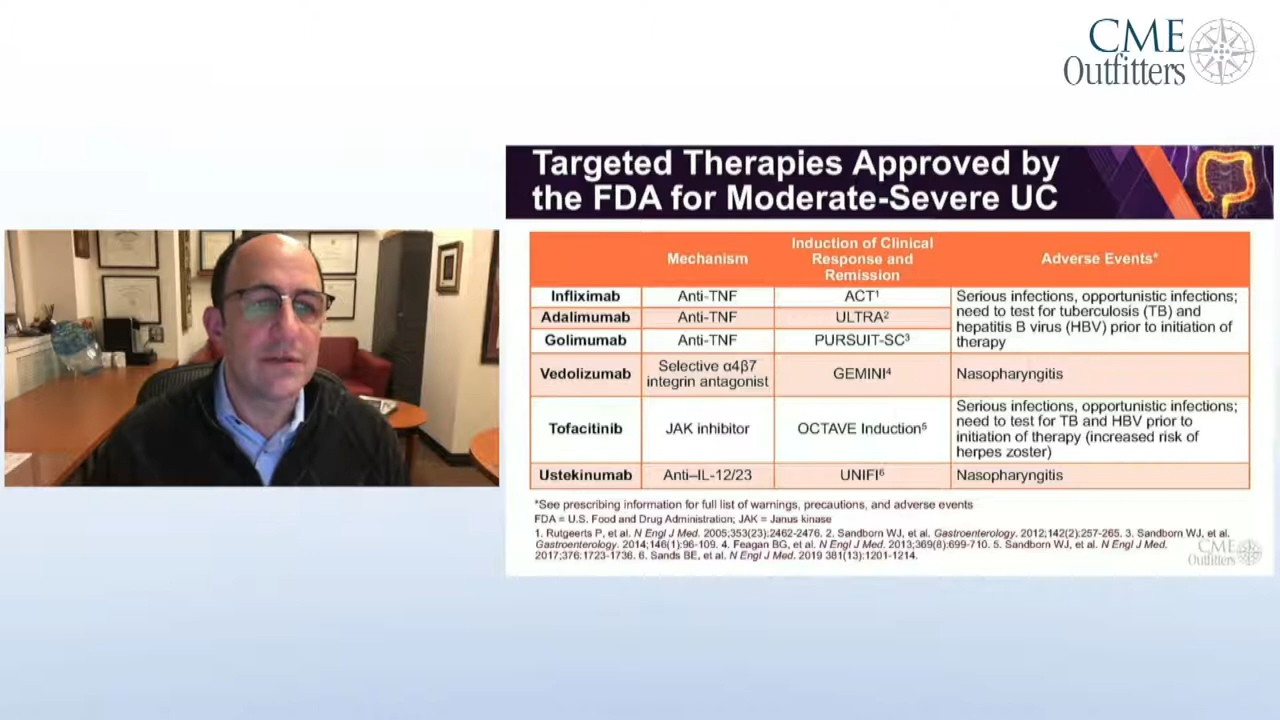 CME
Outfitters
Targeted Therapies Approved by
the FDA for Moderate-Severe UC
Mechanism
Induction of Clinical
Response and
Remission
Adverse Events*
Infliximab
Anti-TNF
ACT¹
Serious infections, opportunistic infections;
need to test for tuberculosis (TB) and
hepatitis B virus (HBV) prior to initiation of
therapy
Adalimumab
Anti-TNF
ULTRA²
Golimumab
Anti-TNF
PURSUIT-SC³
Vedolizumab
Selective α4β7
integrin antagonist
GEMINI⁴
Nasopharyngitis
Tofacitinib
JAK inhibitor
OCTAVE Induction⁵
Serious infections, opportunistic infections;
need to test for TB and HBV prior to
initiation of therapy (increased risk of
herpes zoster)
Ustekinumab
Anti–IL-12/23
UNIFI⁶
Nasopharyngitis
*See prescribing information for full list of warnings, precautions, and adverse events
FDA = U.S. Food and Drug Administration; JAK = Janus kinase
1. Rutgeerts P, et al. N Engl J Med. 2005;353(23):2462-2476. 2. Sandborn WJ, et al. Gastroenterology. 2012;142(2):257-265. 3. Sandborn WJ, et al.
Gastroenterology. 2014;146(1):96-109. 4. Feagan BG, et al. N Engl J Med. 2013;369(8):699-710. 5. Sandborn WJ, et al. N Engl J Med.
2017;376:1723-1736. 6. Sands BE, et al. N Engl J Med. 2019 381(13):1201-1214.
CME
Outfitters